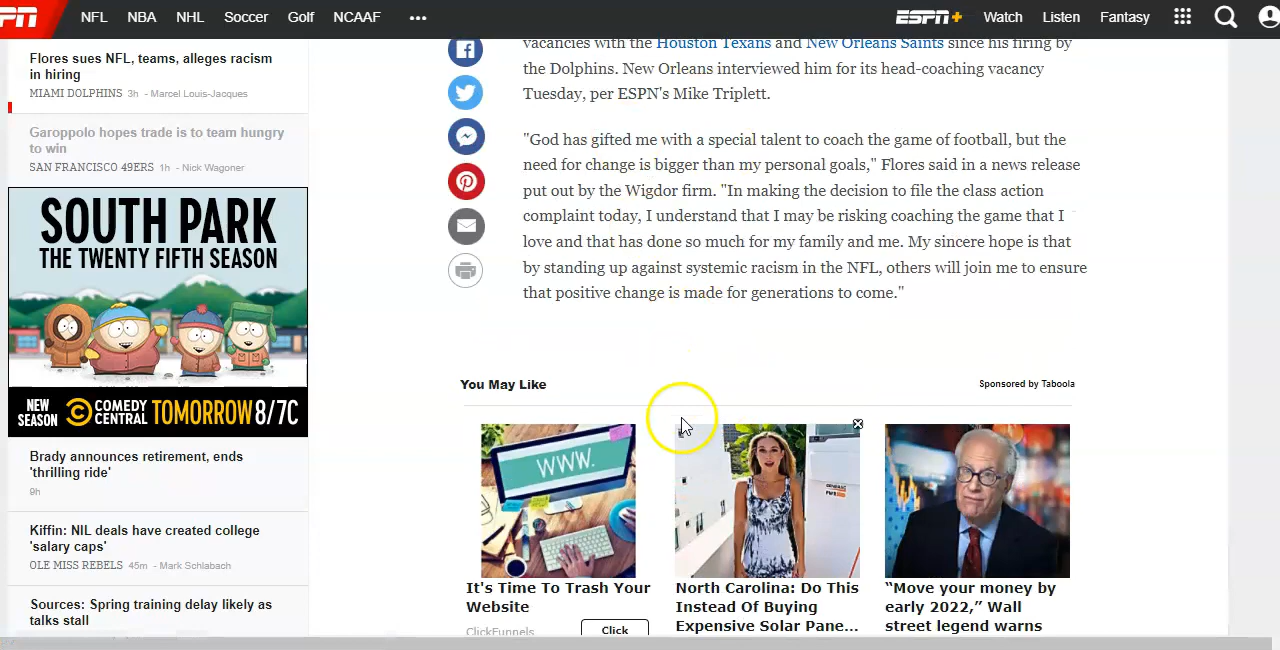 NFL NBA NHL Soccer Golf NCAAF ••• ESPN+ Watch Listen Fantasy
Flores sues NFL, teams, alleges racism
in hiring
MIAMI DOLPHINS 3h - Marcel Louis-Jacques
Garoppolo hopes trade is to team hungry
to win
SAN FRANCISCO 49ERS 1h - Nick Wagoner
SOUTH PARK
THE TWENTY FIFTH SEASON
NEW
SEASON
COMEDY
CENTRAL
TOMORROW 8/7C
Brady announces retirement, ends
'thrilling ride'
9h
Kiffin: NIL deals have created college
'salary caps'
OLE MISS REBELS 45m - Mark Schlabach
Sources: Spring training delay likely as
talks stall
vacancies with the Houston Texans and New Orleans Saints since his firing by
the Dolphins. New Orleans interviewed him for its head-coaching vacancy
Tuesday, per ESPN's Mike Triplett.
"God has gifted me with a special talent to coach the game of football, but the
need for change is bigger than my personal goals," Flores said in a news release
put out by the Wigdor firm. "In making the decision to file the class action
complaint today, I understand that I may be risking coaching the game that I
love and that has done so much for my family and me. My sincere hope is that
by standing up against systemic racism in the NFL, others will join me to ensure
that positive change is made for generations to come."
You May Like
Sponsored by Taboola
WWW.
It's Time To Trash Your
Website
ClickFunnels
Click
GENERAC
North Carolina: Do This
Instead Of Buying
Expensive Solar Pane...
“Move your money by
early 2022,” Wall
street legend warns